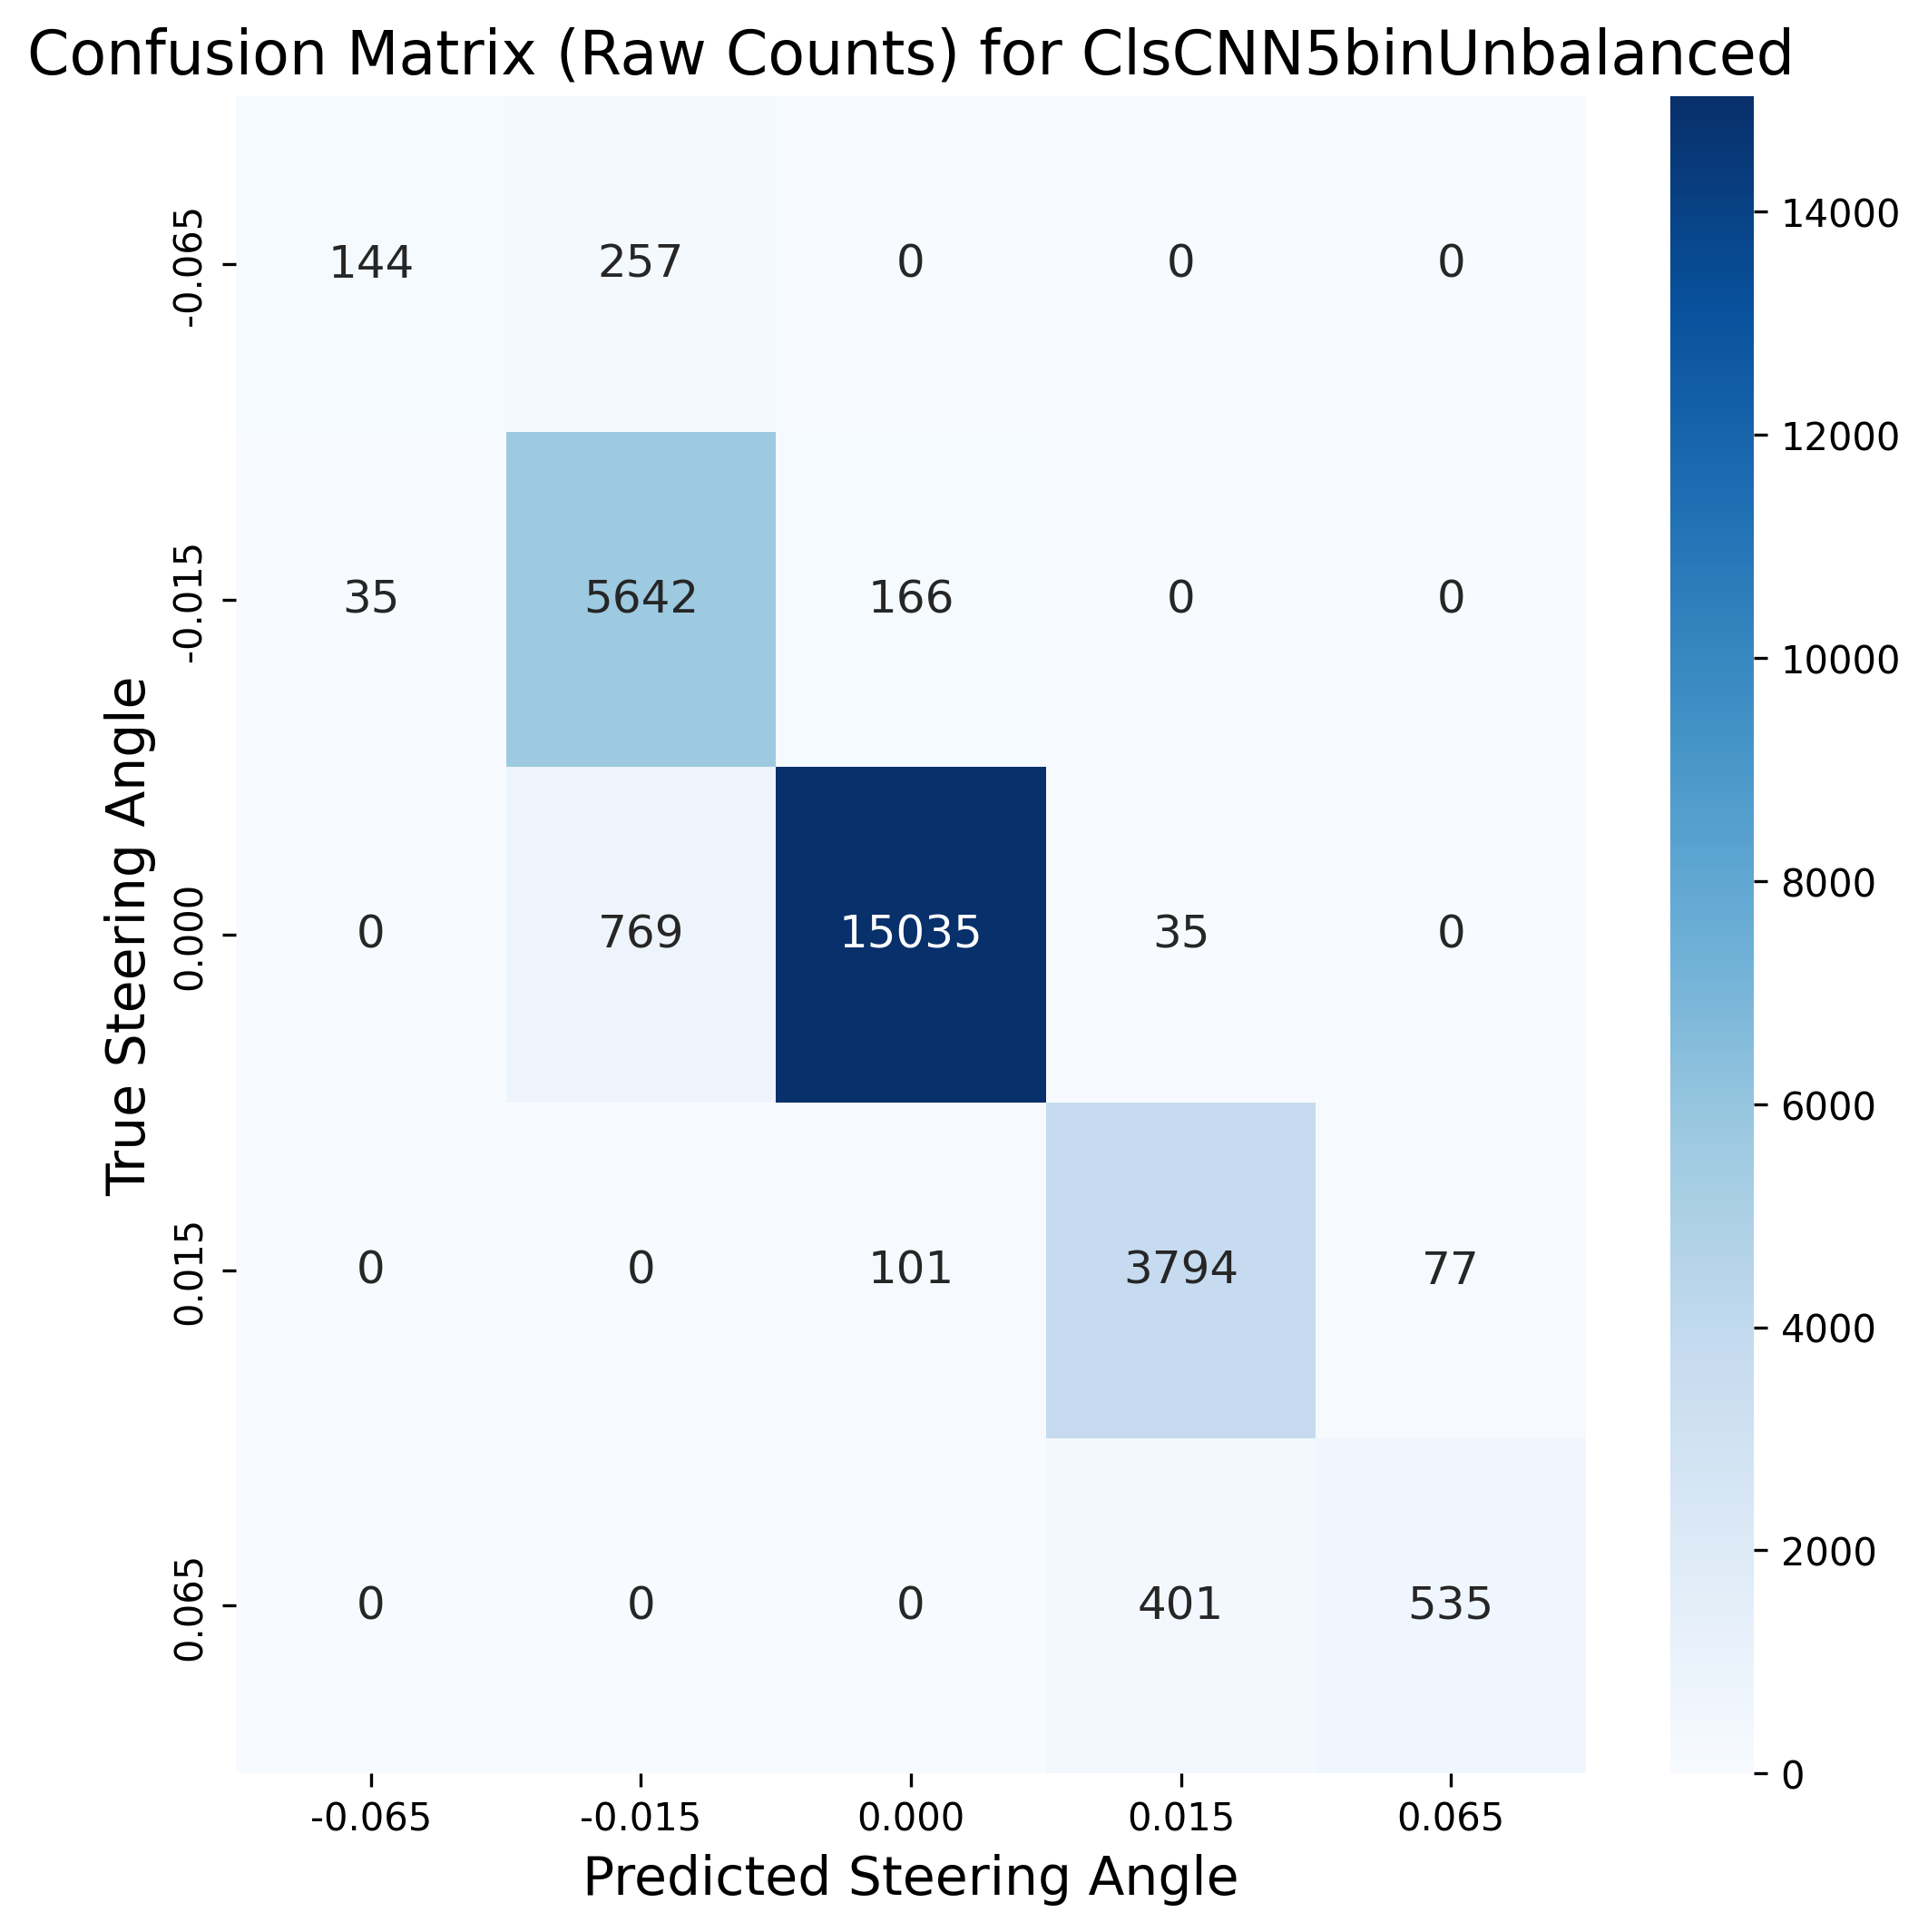 Confusion Matrix (Raw Counts) for ClsCNN5binUnbalanced
True Steering Angle
-0.065
144 257 0 0 0
-0.015
35 5642 166 0 0
0.000
0 769 15035 35 0
0.015
0 0 101 3794 77
0.065
0 0 0 401 535
-0.065 -0.015 0.000 0.015 0.065
Predicted Steering Angle
14000
12000
10000
8000
6000
4000
2000
0